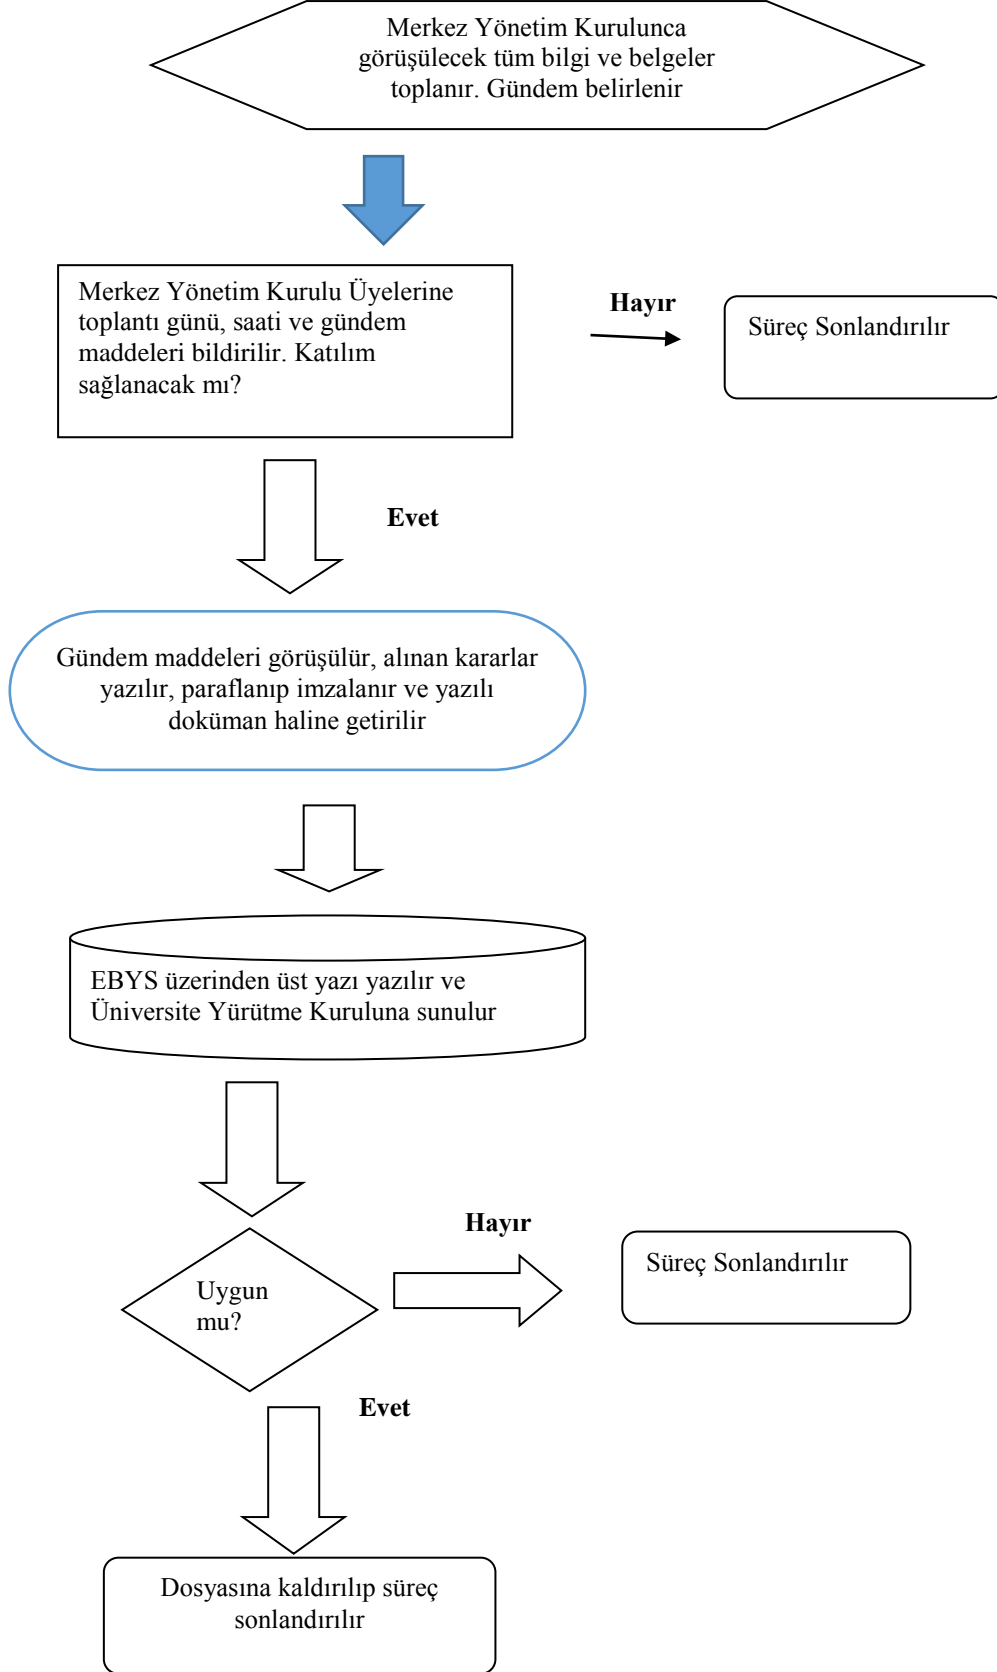 Merkez Yönetim Kurulunca
görüşülecek tüm bilgi ve belgeler
toplanır. Gündem belirlenir
Merkez Yönetim Kurulu Üyelerine
toplantı günü, saati ve gündem
maddeleri bildirilir. Katılım
sağlanacak mı?
Hayır
Süreç Sonlandırılır
Evet
Gündem maddeleri görüşülür, alınan kararlar
yazılır, paraflanıp imzalanır ve yazılı
doküman haline getirilir
EBYS üzerinden üst yazı yazılır ve
Üniversite Yürütme Kuruluna sunulur
Uygun
mu?
Hayır
Süreç Sonlandırılır
Evet
Dosyasına kaldırılıp süreç
sonlandırılır